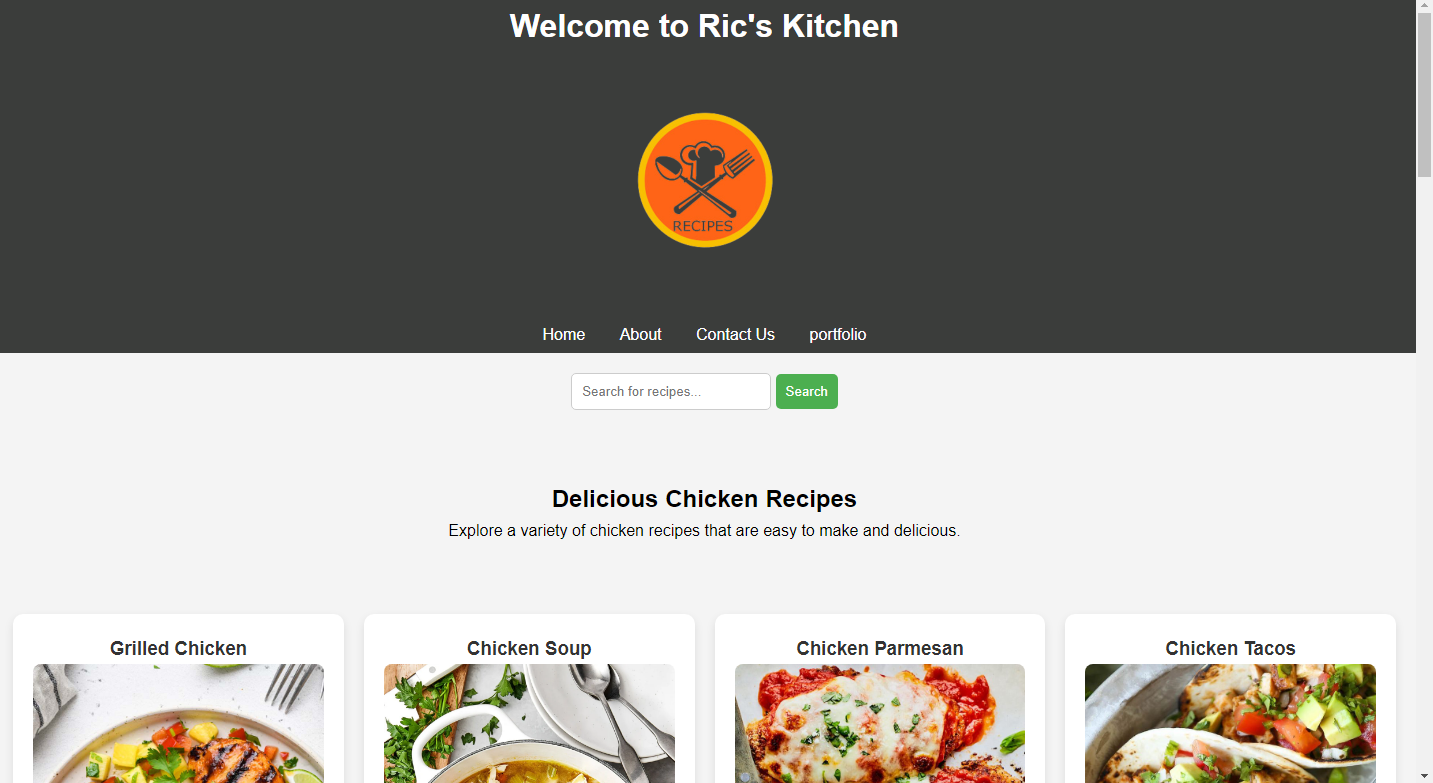 Welcome to Ric's Kitchen
RECIPES
Home About Contact Us portfolio
Search for recipes... Search
Delicious Chicken Recipes
Explore a variety of chicken recipes that are easy to make and delicious.
Grilled Chicken Chicken Soup Chicken Parmesan Chicken Tacos